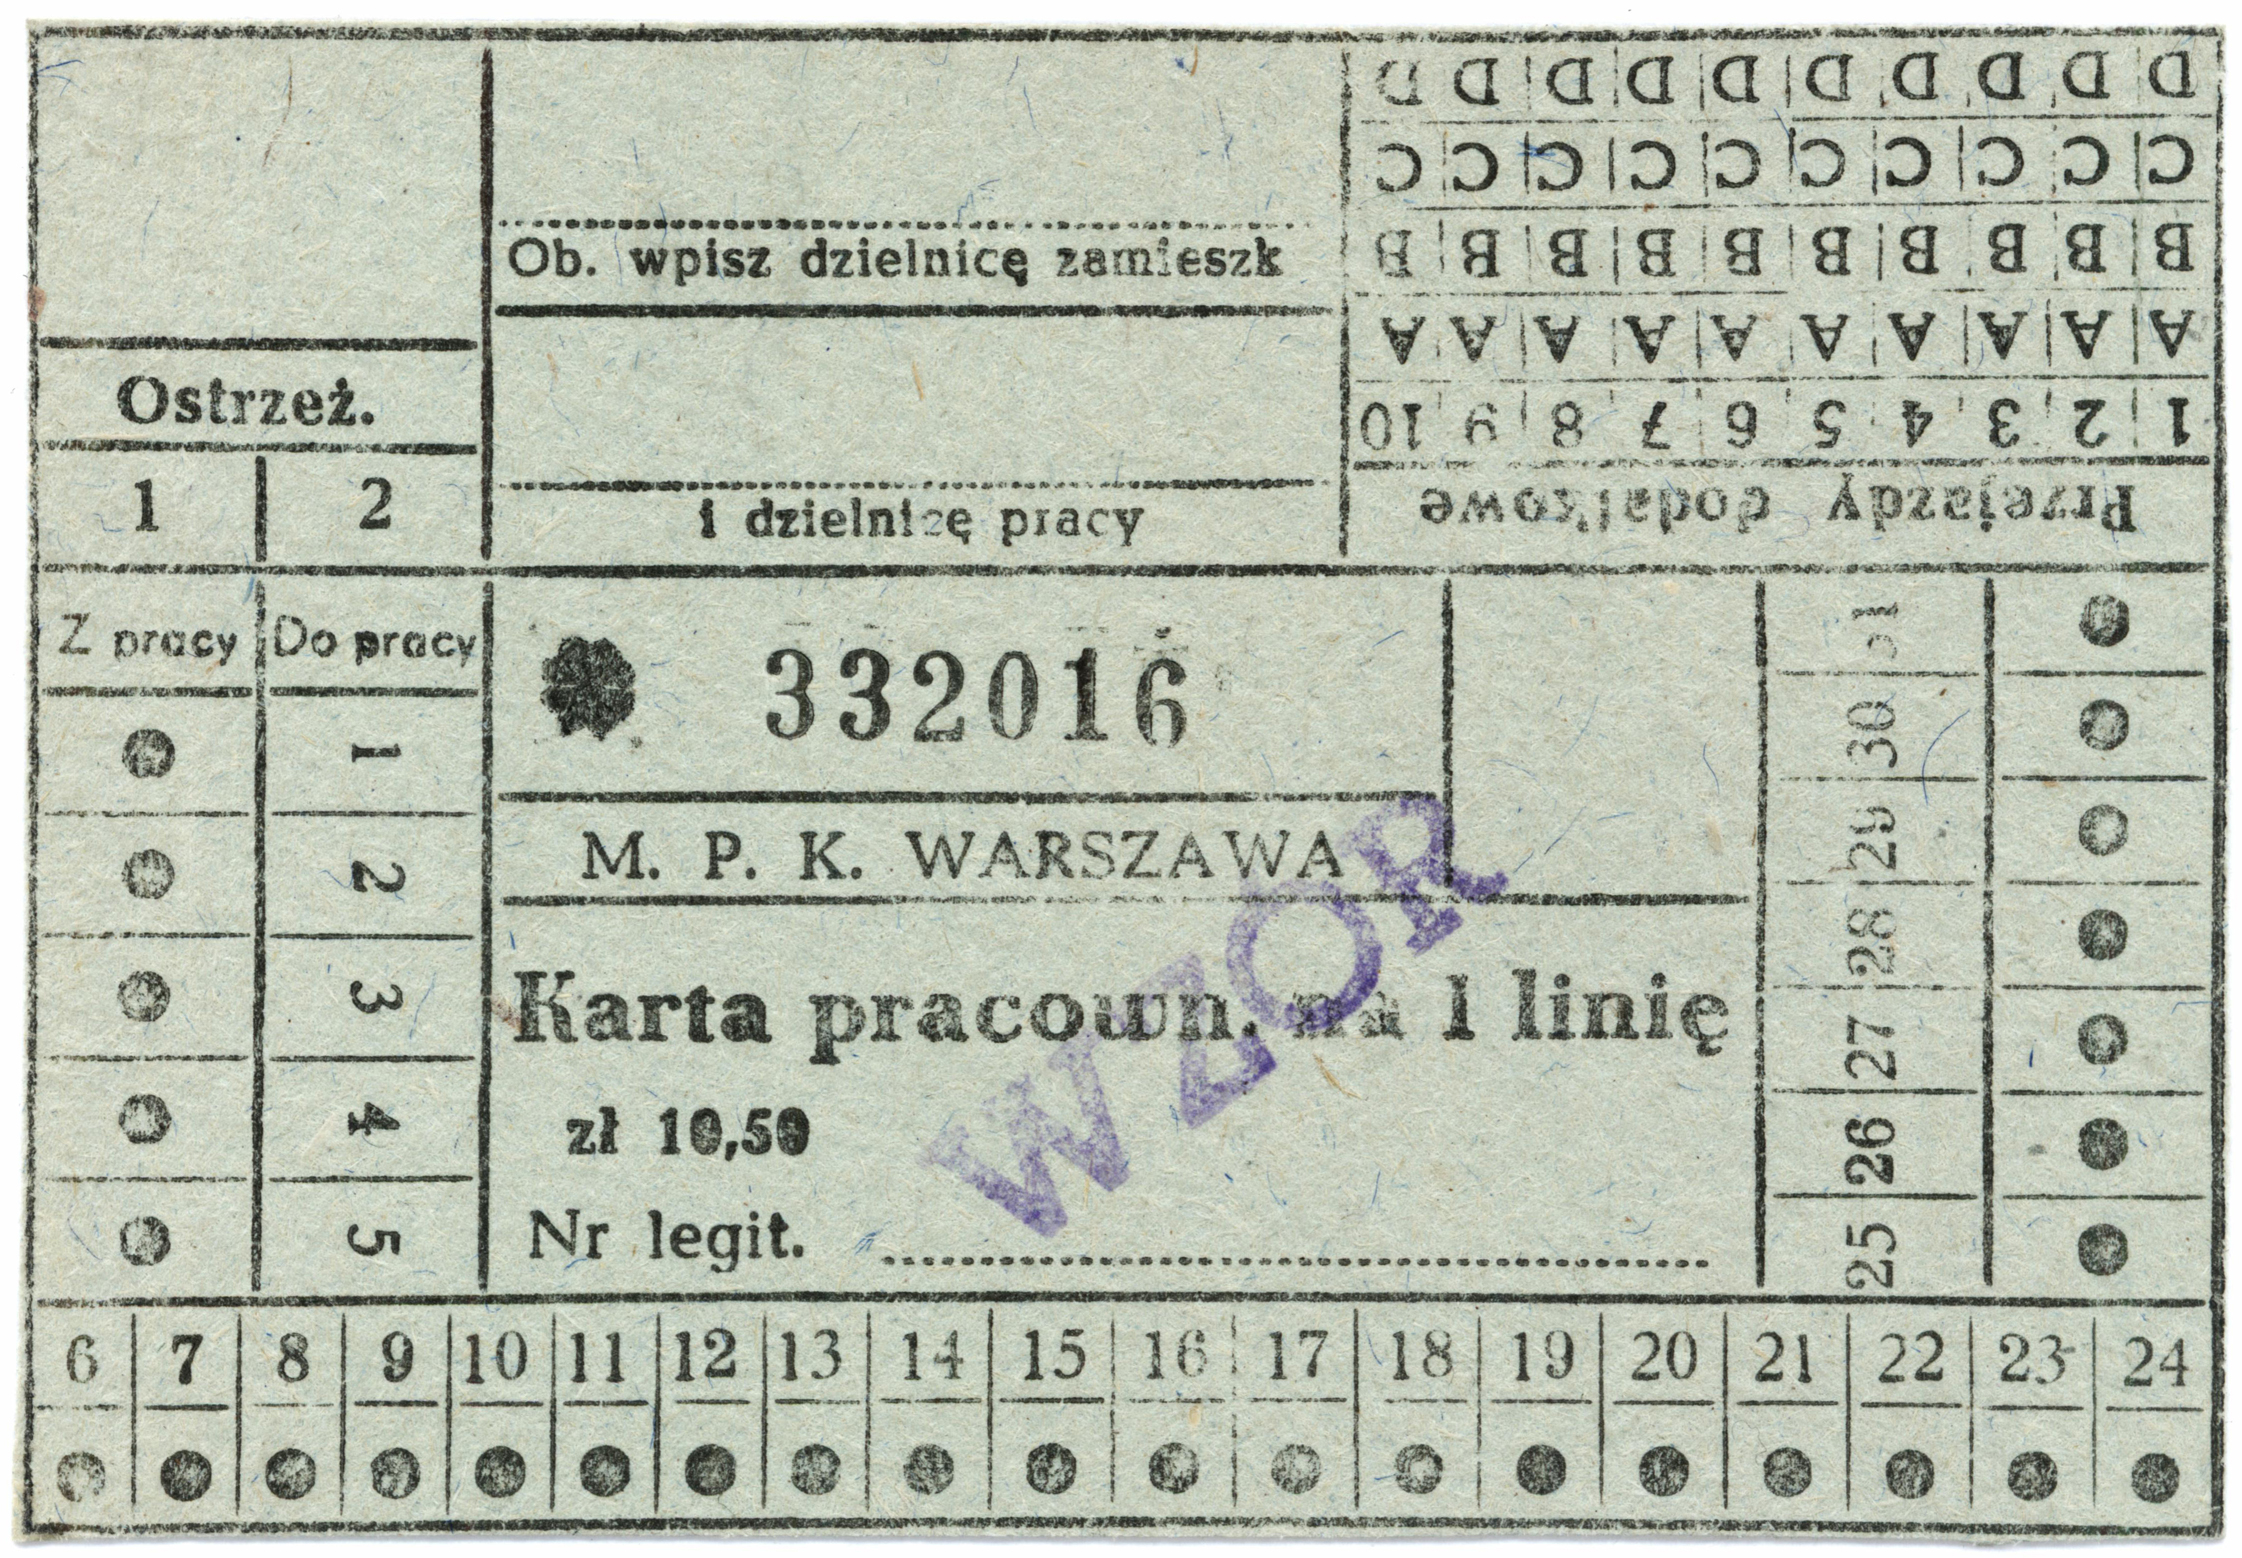 D D D D D D D D D D
C C C C C C C C C C
B B B B B B B B B B
A A A A A A A A A A
10 9 8 7 6 5 4 3 2 1
Przejazdy dodatkowe
Ob. wpisz dzielnicę zamieszk
i dzielnicę pracy
Ostrzeż.
1 2
Z pracy Do pracy
1
2
3
4
5
332016
M. P. K. WARSZAWA
Karta pracown. na 1 linię
zł 10,50
Nr legit.
WZOR
31
30
29
28
27
26
25
6 7 8 9 10 11 12 13 14 15 16 17 18 19 20 21 22 23 24